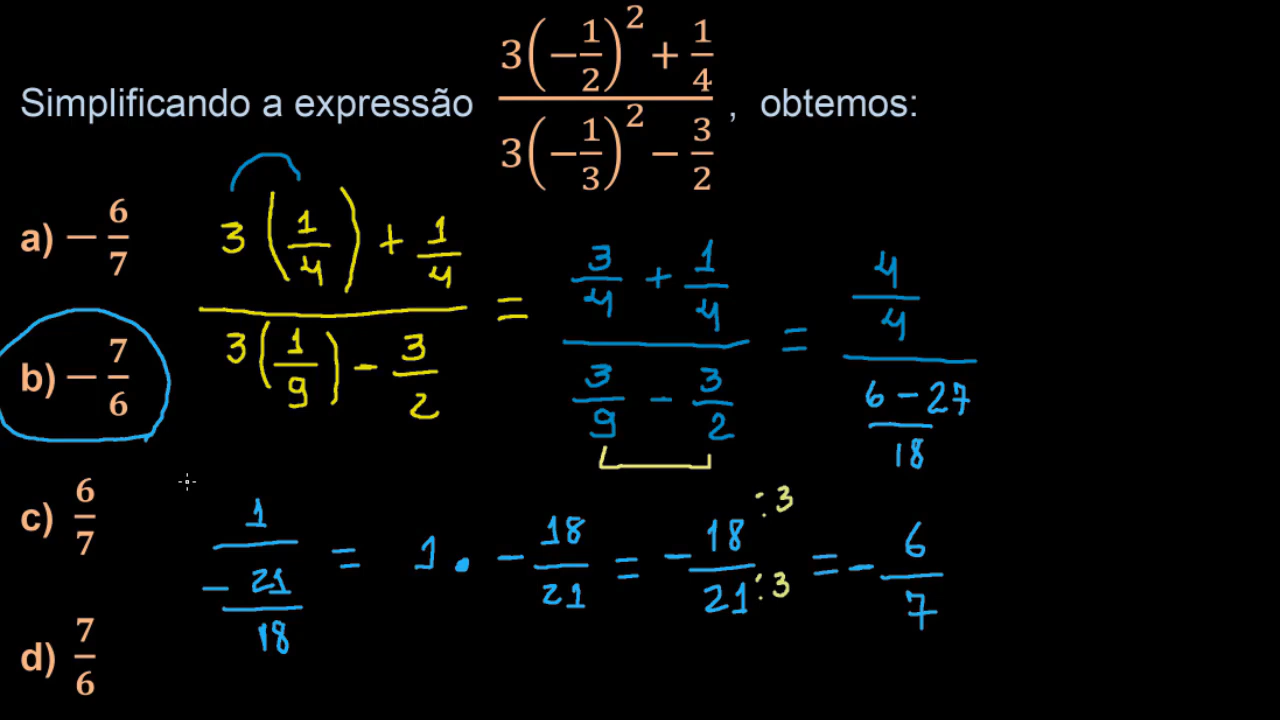 Simplificando a expressão (3(−1/2)² + 1/4)/(3(−1/3)² − 3/2) , obtemos:
a) −6/7
b) −7/6
c) 6/7
d) 7/6
(3(1/4) + 1/4)/(3(1/9) − 3/2) = (3/4 + 1/4)/(3/9 − 3/2) = (4/4)/((6 − 27)/18)
1/(−21/18) = 1 . −18/21 = −18:3/21:3 = −6/7